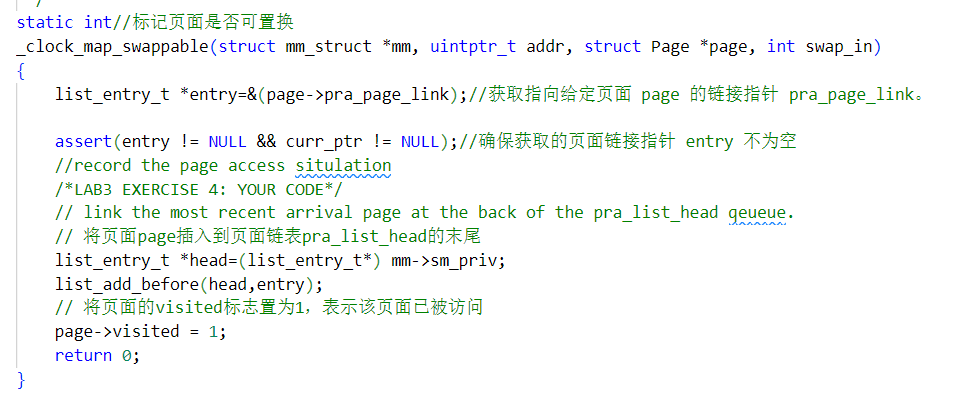 */
static int//标记页面是否可置换
_clock_map_swappable(struct mm_struct *mm, uintptr_t addr, struct Page *page, int swap_in)
{
    list_entry_t *entry=&(page->pra_page_link);//获取指向给定页面 page 的链接指针 pra_page_link。
    assert(entry != NULL && curr_ptr != NULL);//确保获取的页面链接指针 entry 不为空
    //record the page access situlation
    /*LAB3 EXERCISE 4: YOUR CODE*/
    // link the most recent arrival page at the back of the pra_list_head qeueue.
    // 将页面page插入到页面链表pra_list_head的末尾
    list_entry_t *head=(list_entry_t*) mm->sm_priv;
    list_add_before(head,entry);
    // 将页面的visited标志置为1，表示该页面已被访问
    page->visited = 1;
    return 0;
}